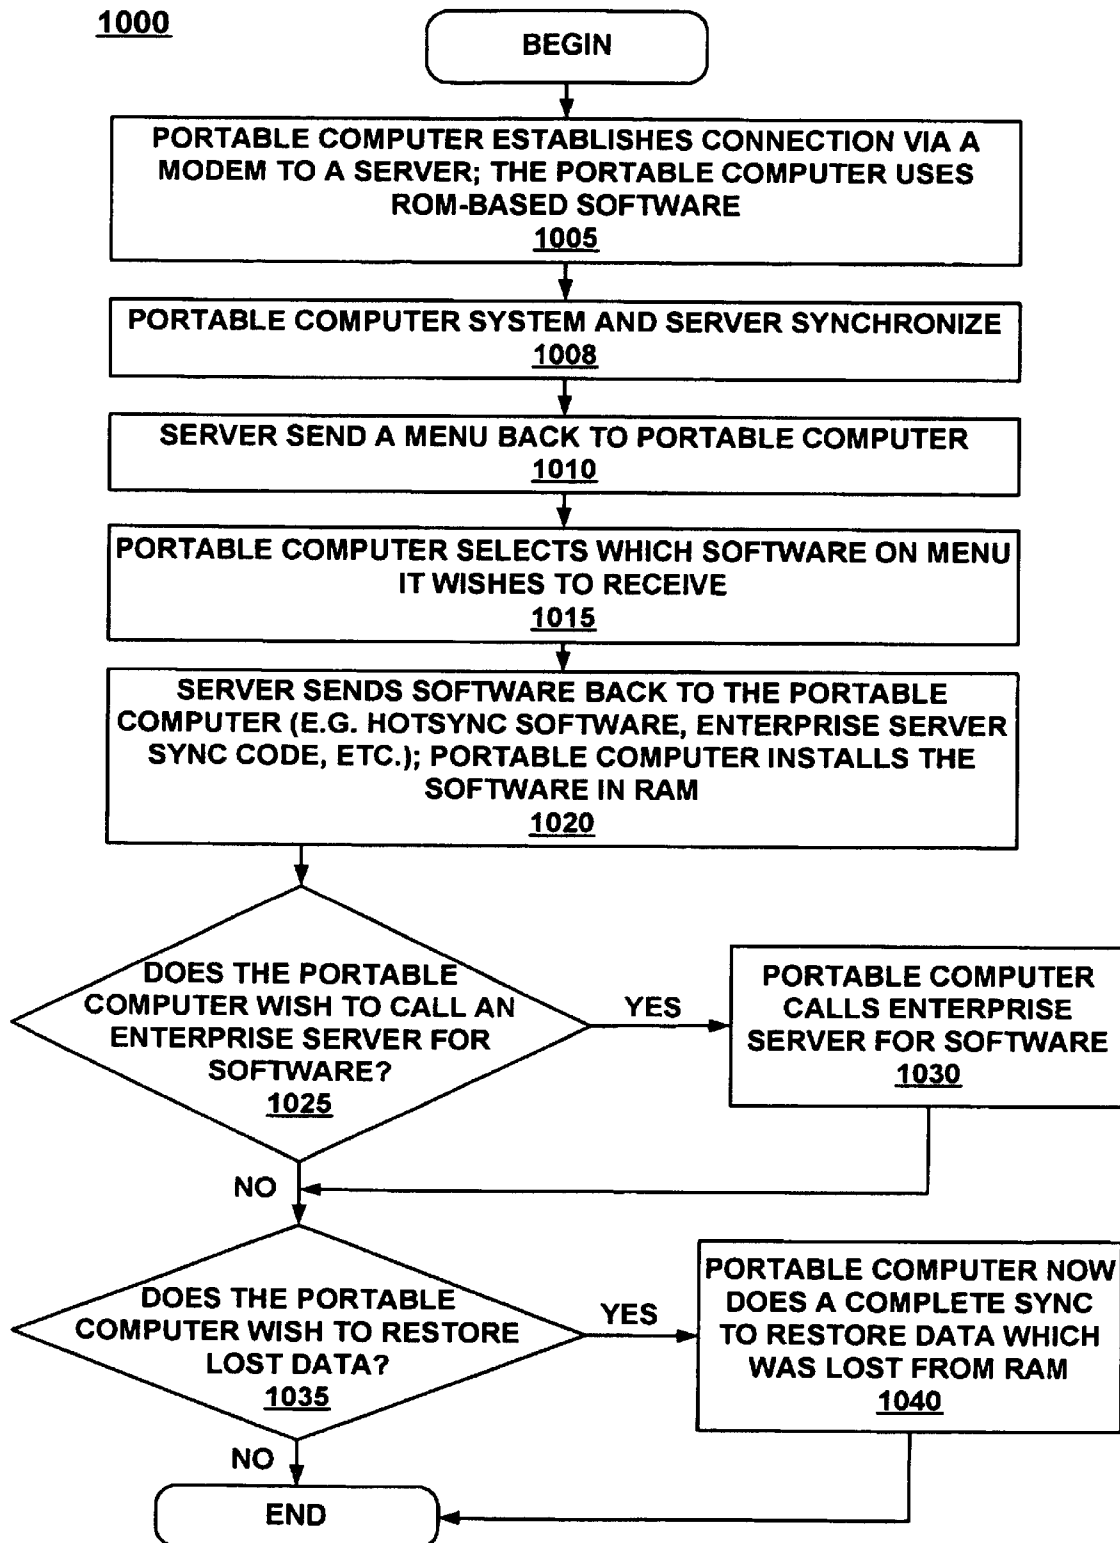 1000
BEGIN
PORTABLE COMPUTER ESTABLISHES CONNECTION VIA A
MODEM TO A SERVER; THE PORTABLE COMPUTER USES
ROM-BASED SOFTWARE
1005
PORTABLE COMPUTER SYSTEM AND SERVER SYNCHRONIZE
1008
SERVER SEND A MENU BACK TO PORTABLE COMPUTER
1010
PORTABLE COMPUTER SELECTS WHICH SOFTWARE ON MENU
IT WISHES TO RECEIVE
1015
SERVER SENDS SOFTWARE BACK TO THE PORTABLE
COMPUTER (E.G. HOTSYNC SOFTWARE, ENTERPRISE SERVER
SYNC CODE, ETC.); PORTABLE COMPUTER INSTALLS THE
SOFTWARE IN RAM
1020
DOES THE PORTABLE
COMPUTER WISH TO CALL AN
ENTERPRISE SERVER FOR
SOFTWARE?
1025
YES
PORTABLE COMPUTER
CALLS ENTERPRISE
SERVER FOR SOFTWARE
1030
NO
DOES THE PORTABLE
COMPUTER WISH TO RESTORE
LOST DATA?
1035
YES
PORTABLE COMPUTER NOW
DOES A COMPLETE SYNC
TO RESTORE DATA WHICH
WAS LOST FROM RAM
1040
NO
END